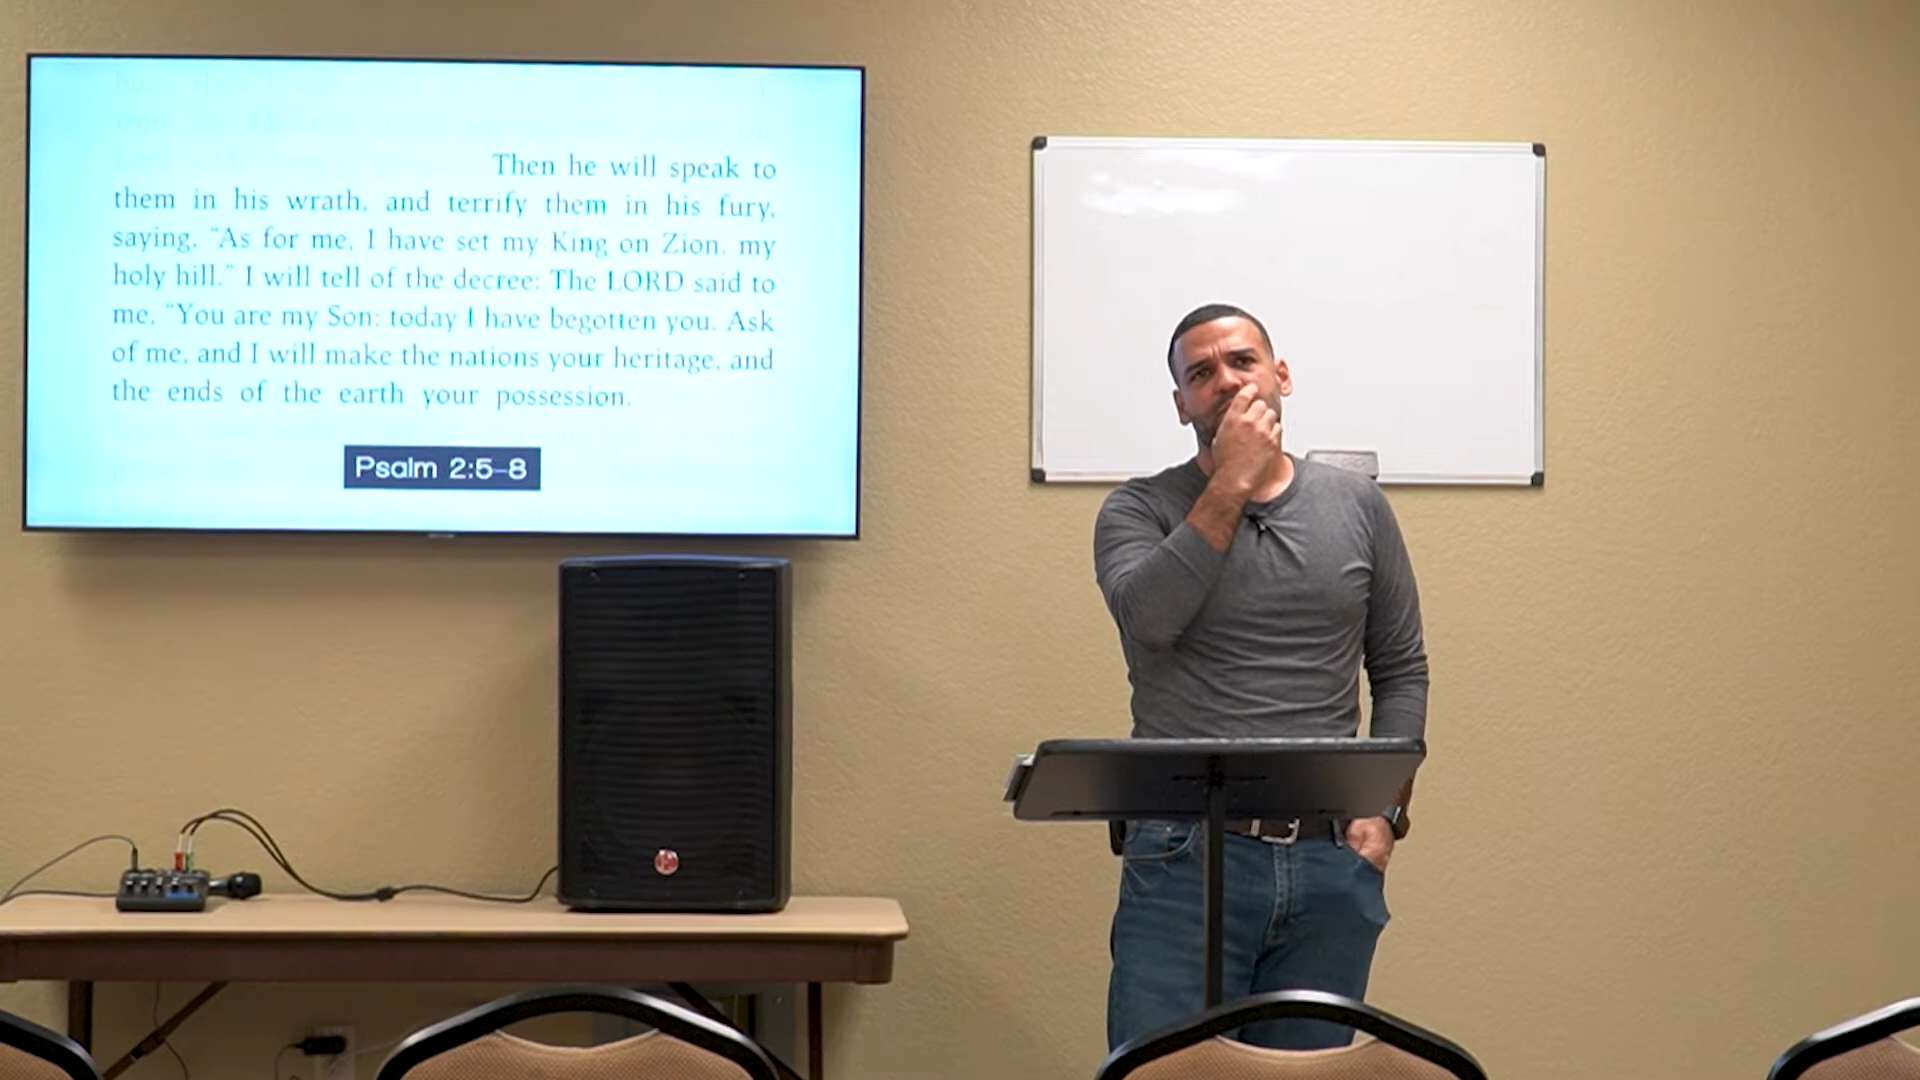 Then he will speak to
them in his wrath, and terrify them in his fury,
saying, "As for me, I have set my King on Zion, my
holy hill." I will tell of the decree: The LORD said to
me, "You are my Son; today I have begotten you. Ask
of me, and I will make the nations your heritage, and
the ends of the earth your possession.
Psalm 2:5-8